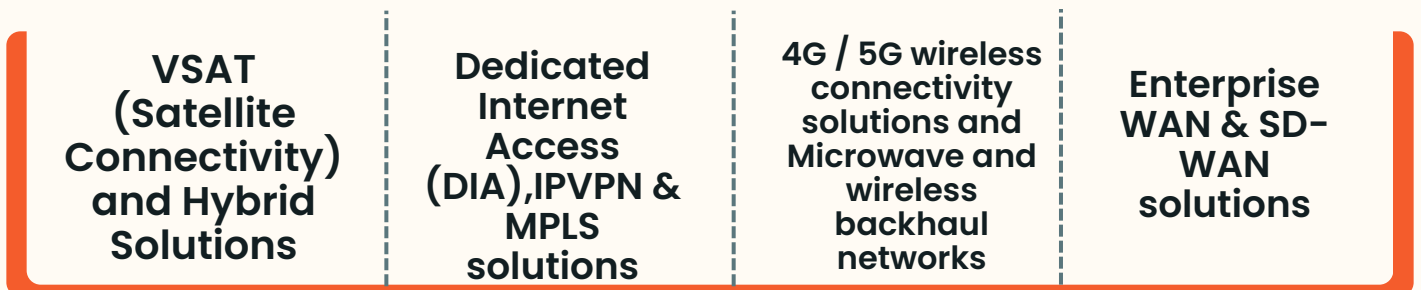 VSAT
(Satellite
Connectivity)
and Hybrid
Solutions
Dedicated
Internet
Access
(DIA),IPVPN &
MPLS
solutions
4G / 5G wireless
connectivity
solutions and
Microwave and
wireless
backhaul
networks
Enterprise
WAN & SD-
WAN
solutions